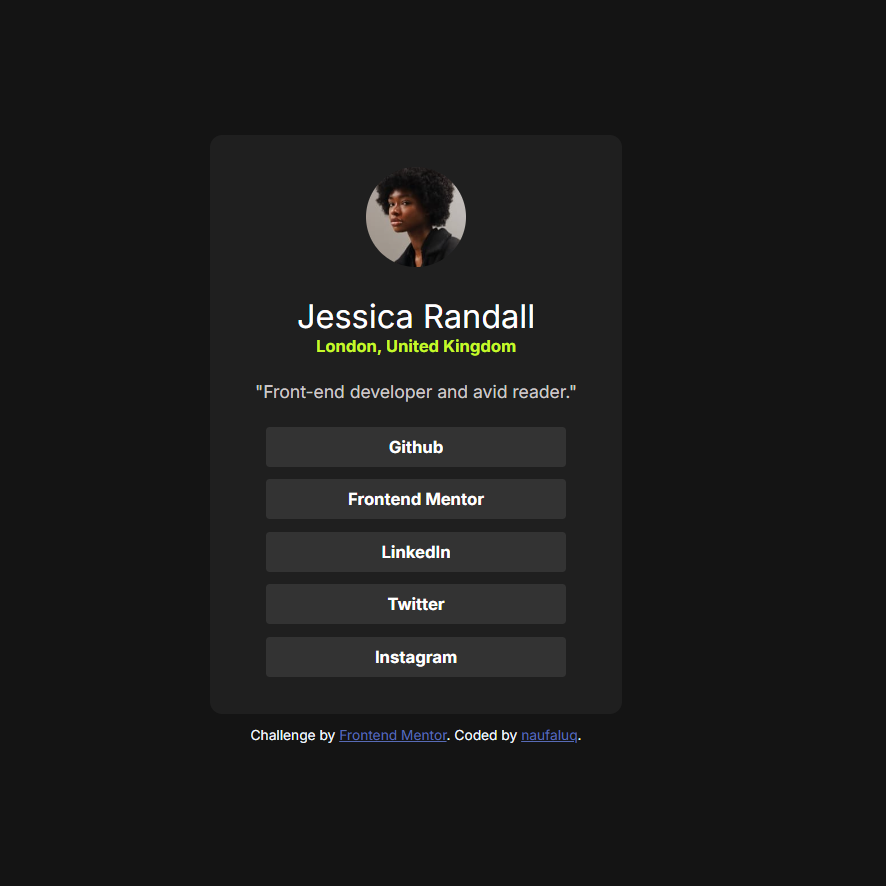 Jessica Randall
London, United Kingdom
"Front-end developer and avid reader."
Github
Frontend Mentor
LinkedIn
Twitter
Instagram
Challenge by Frontend Mentor. Coded by naufaluq.